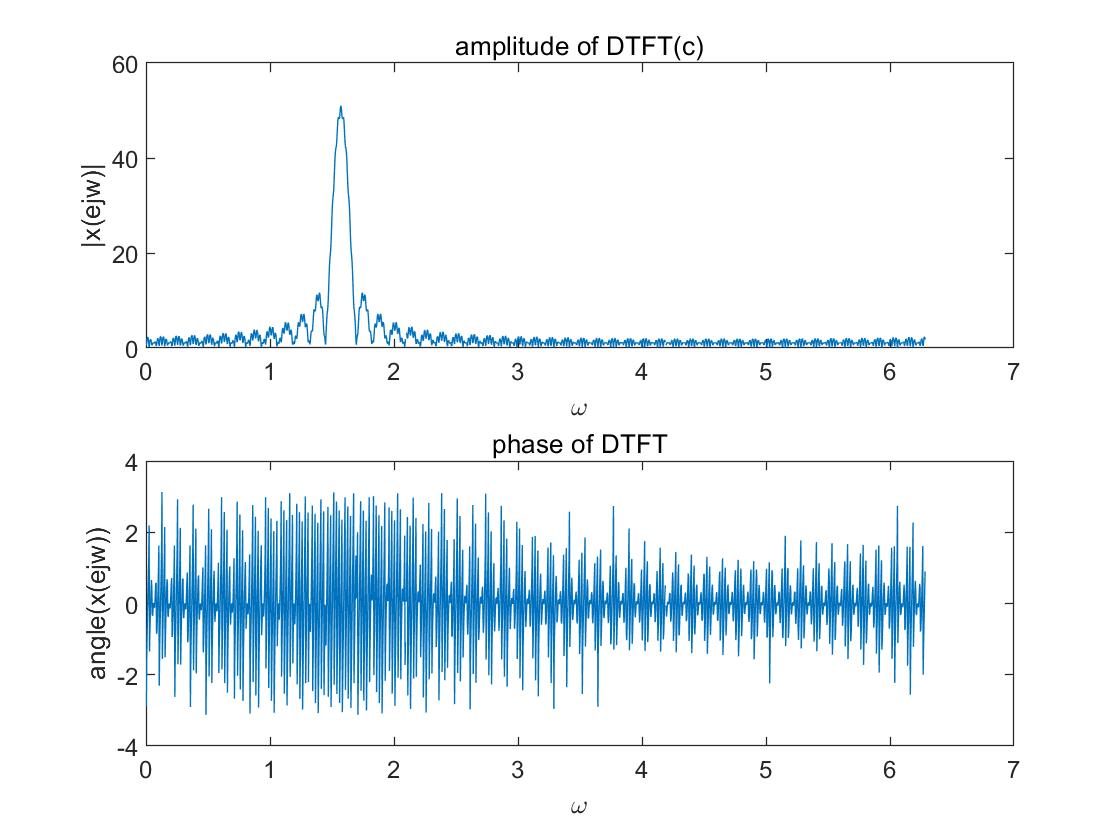 amplitude of DTFT(c)
|x(ejw)|
60
40
20
0
0 1 2 3 4 5 6 7
ω
phase of DTFT
angle(x(ejw))
4
2
0
-2
-4
0 1 2 3 4 5 6 7
ω